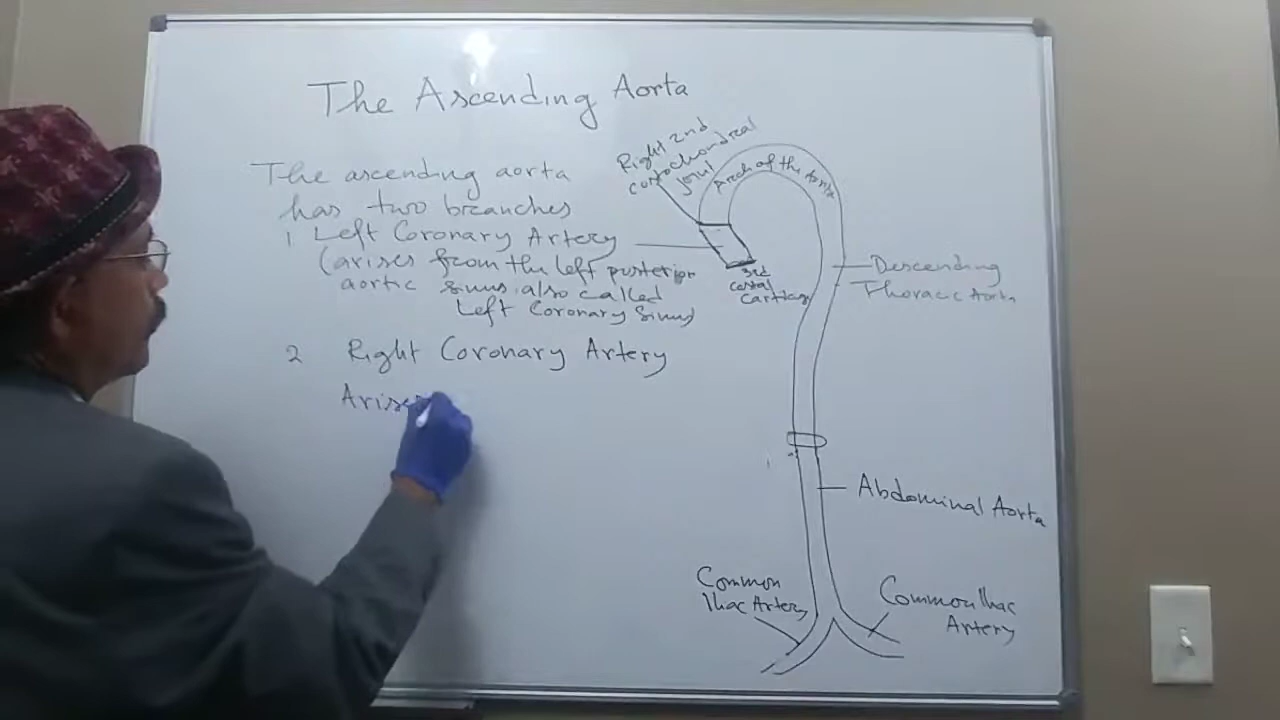 The Ascending Aorta
The ascending aorta
has two branches
1 Left Coronary Artery
(arises from the left posterior
aortic sinus also called
Left Coronary Sinus)
2 Right Coronary Artery
Arises
Right 2nd
costochondreal
joint
Arch of the Aorta
3rd
costal
Cartilage
Descending
Thoracic Aorta
Abdominal Aorta
Common
Iliac Artery
Common Iliac
Artery